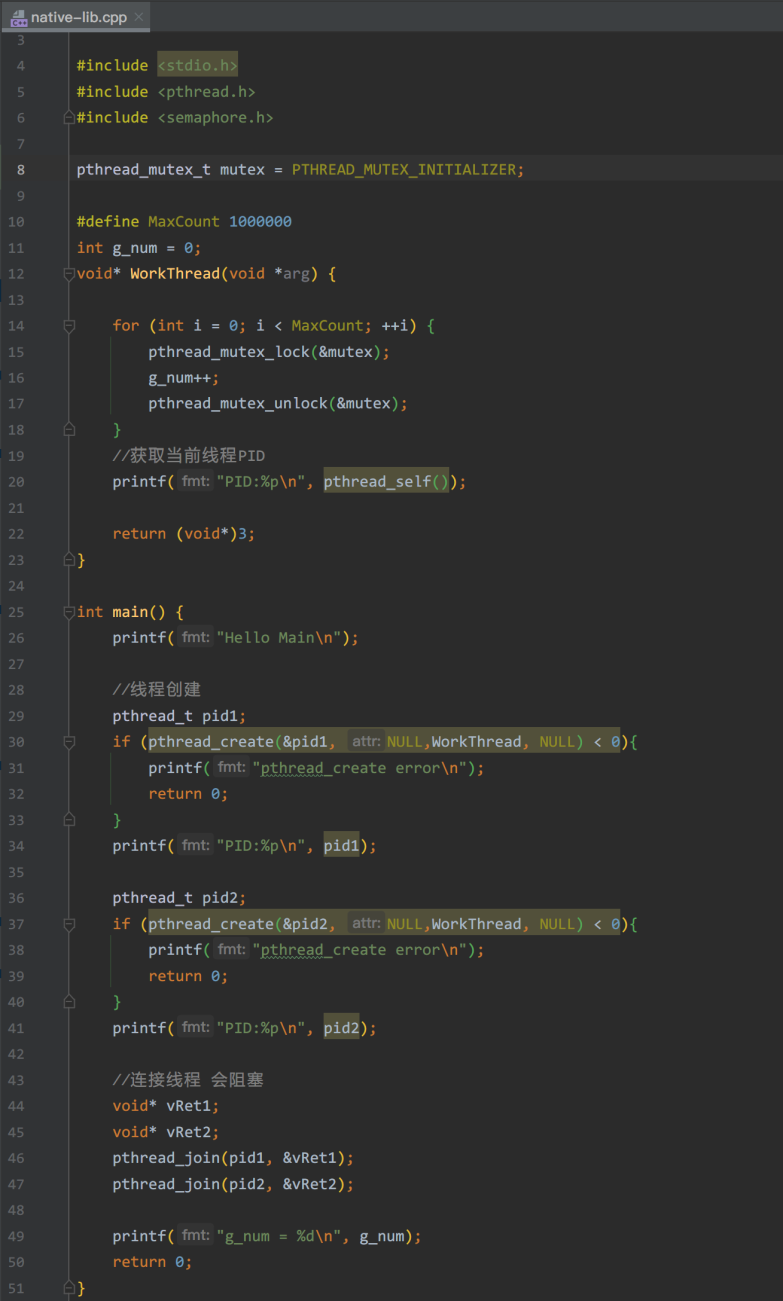 native-lib.cpp
3
4 #include <stdio.h>
5 #include <pthread.h>
6 #include <semaphore.h>
7
8 pthread_mutex_t mutex = PTHREAD_MUTEX_INITIALIZER;
9
10 #define MaxCount 1000000
11 int g_num = 0;
12 void* WorkThread(void *arg) {
13
14 for (int i = 0; i < MaxCount; ++i) {
15 pthread_mutex_lock(&mutex);
16 g_num++;
17 pthread_mutex_unlock(&mutex);
18 }
19 //获取当前线程PID
20 printf( fmt: "PID:%p\n", pthread_self());
21
22 return (void*)3;
23 }
24
25 int main() {
26 printf( fmt: "Hello Main\n");
27
28 //线程创建
29 pthread_t pid1;
30 if (pthread_create(&pid1, attr: NULL,WorkThread, NULL) < 0){
31 printf( fmt: "pthread_create error\n");
32 return 0;
33 }
34 printf( fmt: "PID:%p\n", pid1);
35
36 pthread_t pid2;
37 if (pthread_create(&pid2, attr: NULL,WorkThread, NULL) < 0){
38 printf( fmt: "pthread_create error\n");
39 return 0;
40 }
41 printf( fmt: "PID:%p\n", pid2);
42
43 //连接线程 会阻塞
44 void* vRet1;
45 void* vRet2;
46 pthread_join(pid1, &vRet1);
47 pthread_join(pid2, &vRet2);
48
49 printf( fmt: "g_num = %d\n", g_num);
50 return 0;
51 }